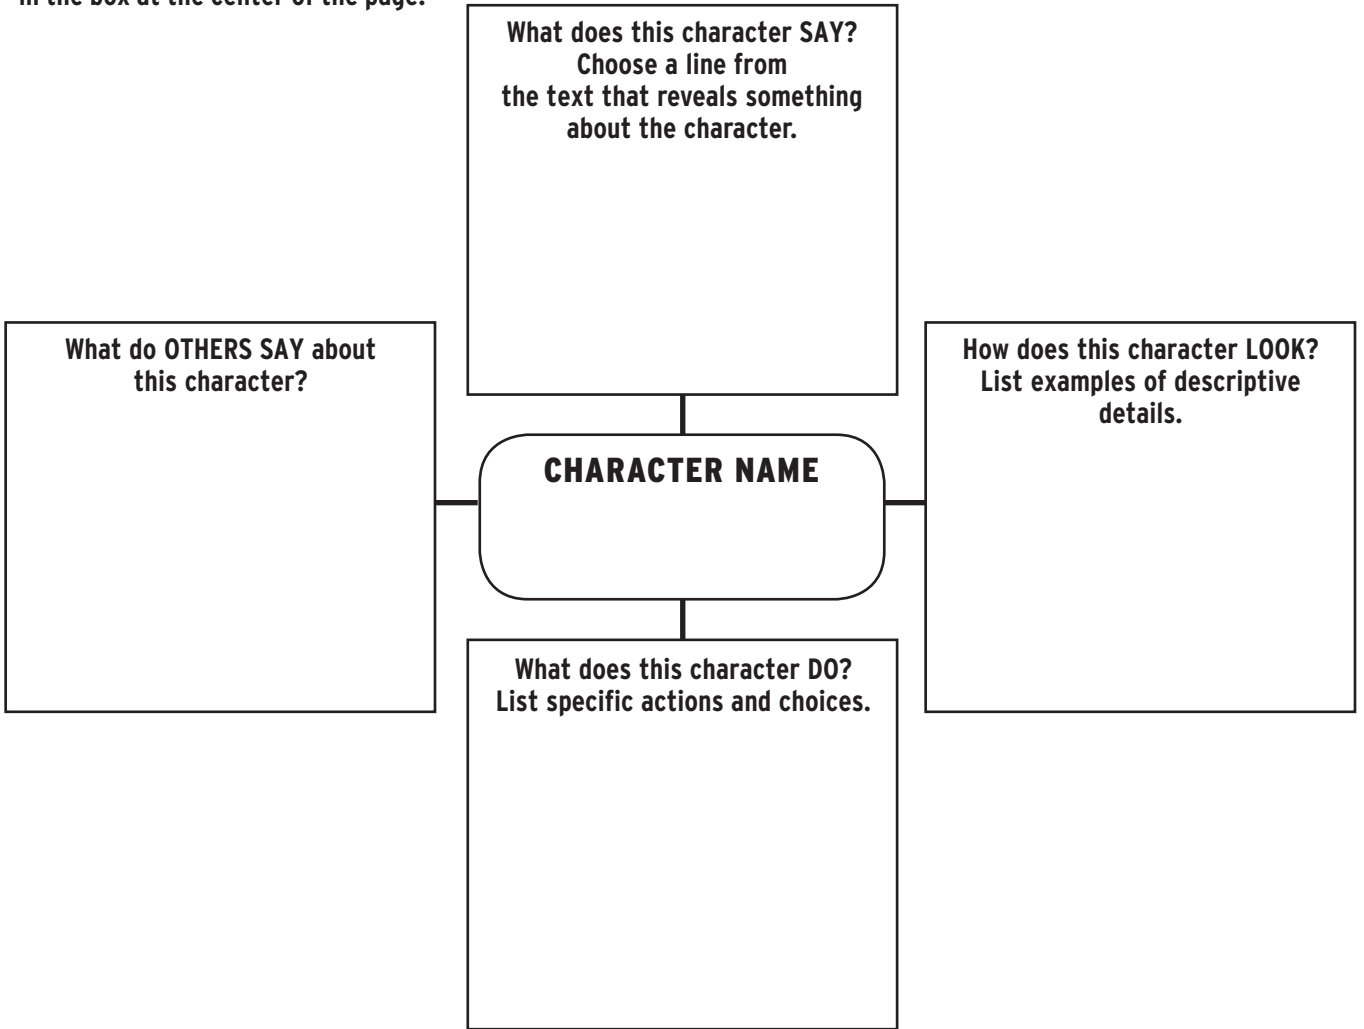 in the box at the center of the page.
What does this character SAY?
Choose a line from
the text that reveals something
about the character.
What do OTHERS SAY about
this character?
How does this character LOOK?
List examples of descriptive
details.
CHARACTER NAME
What does this character DO?
List specific actions and choices.